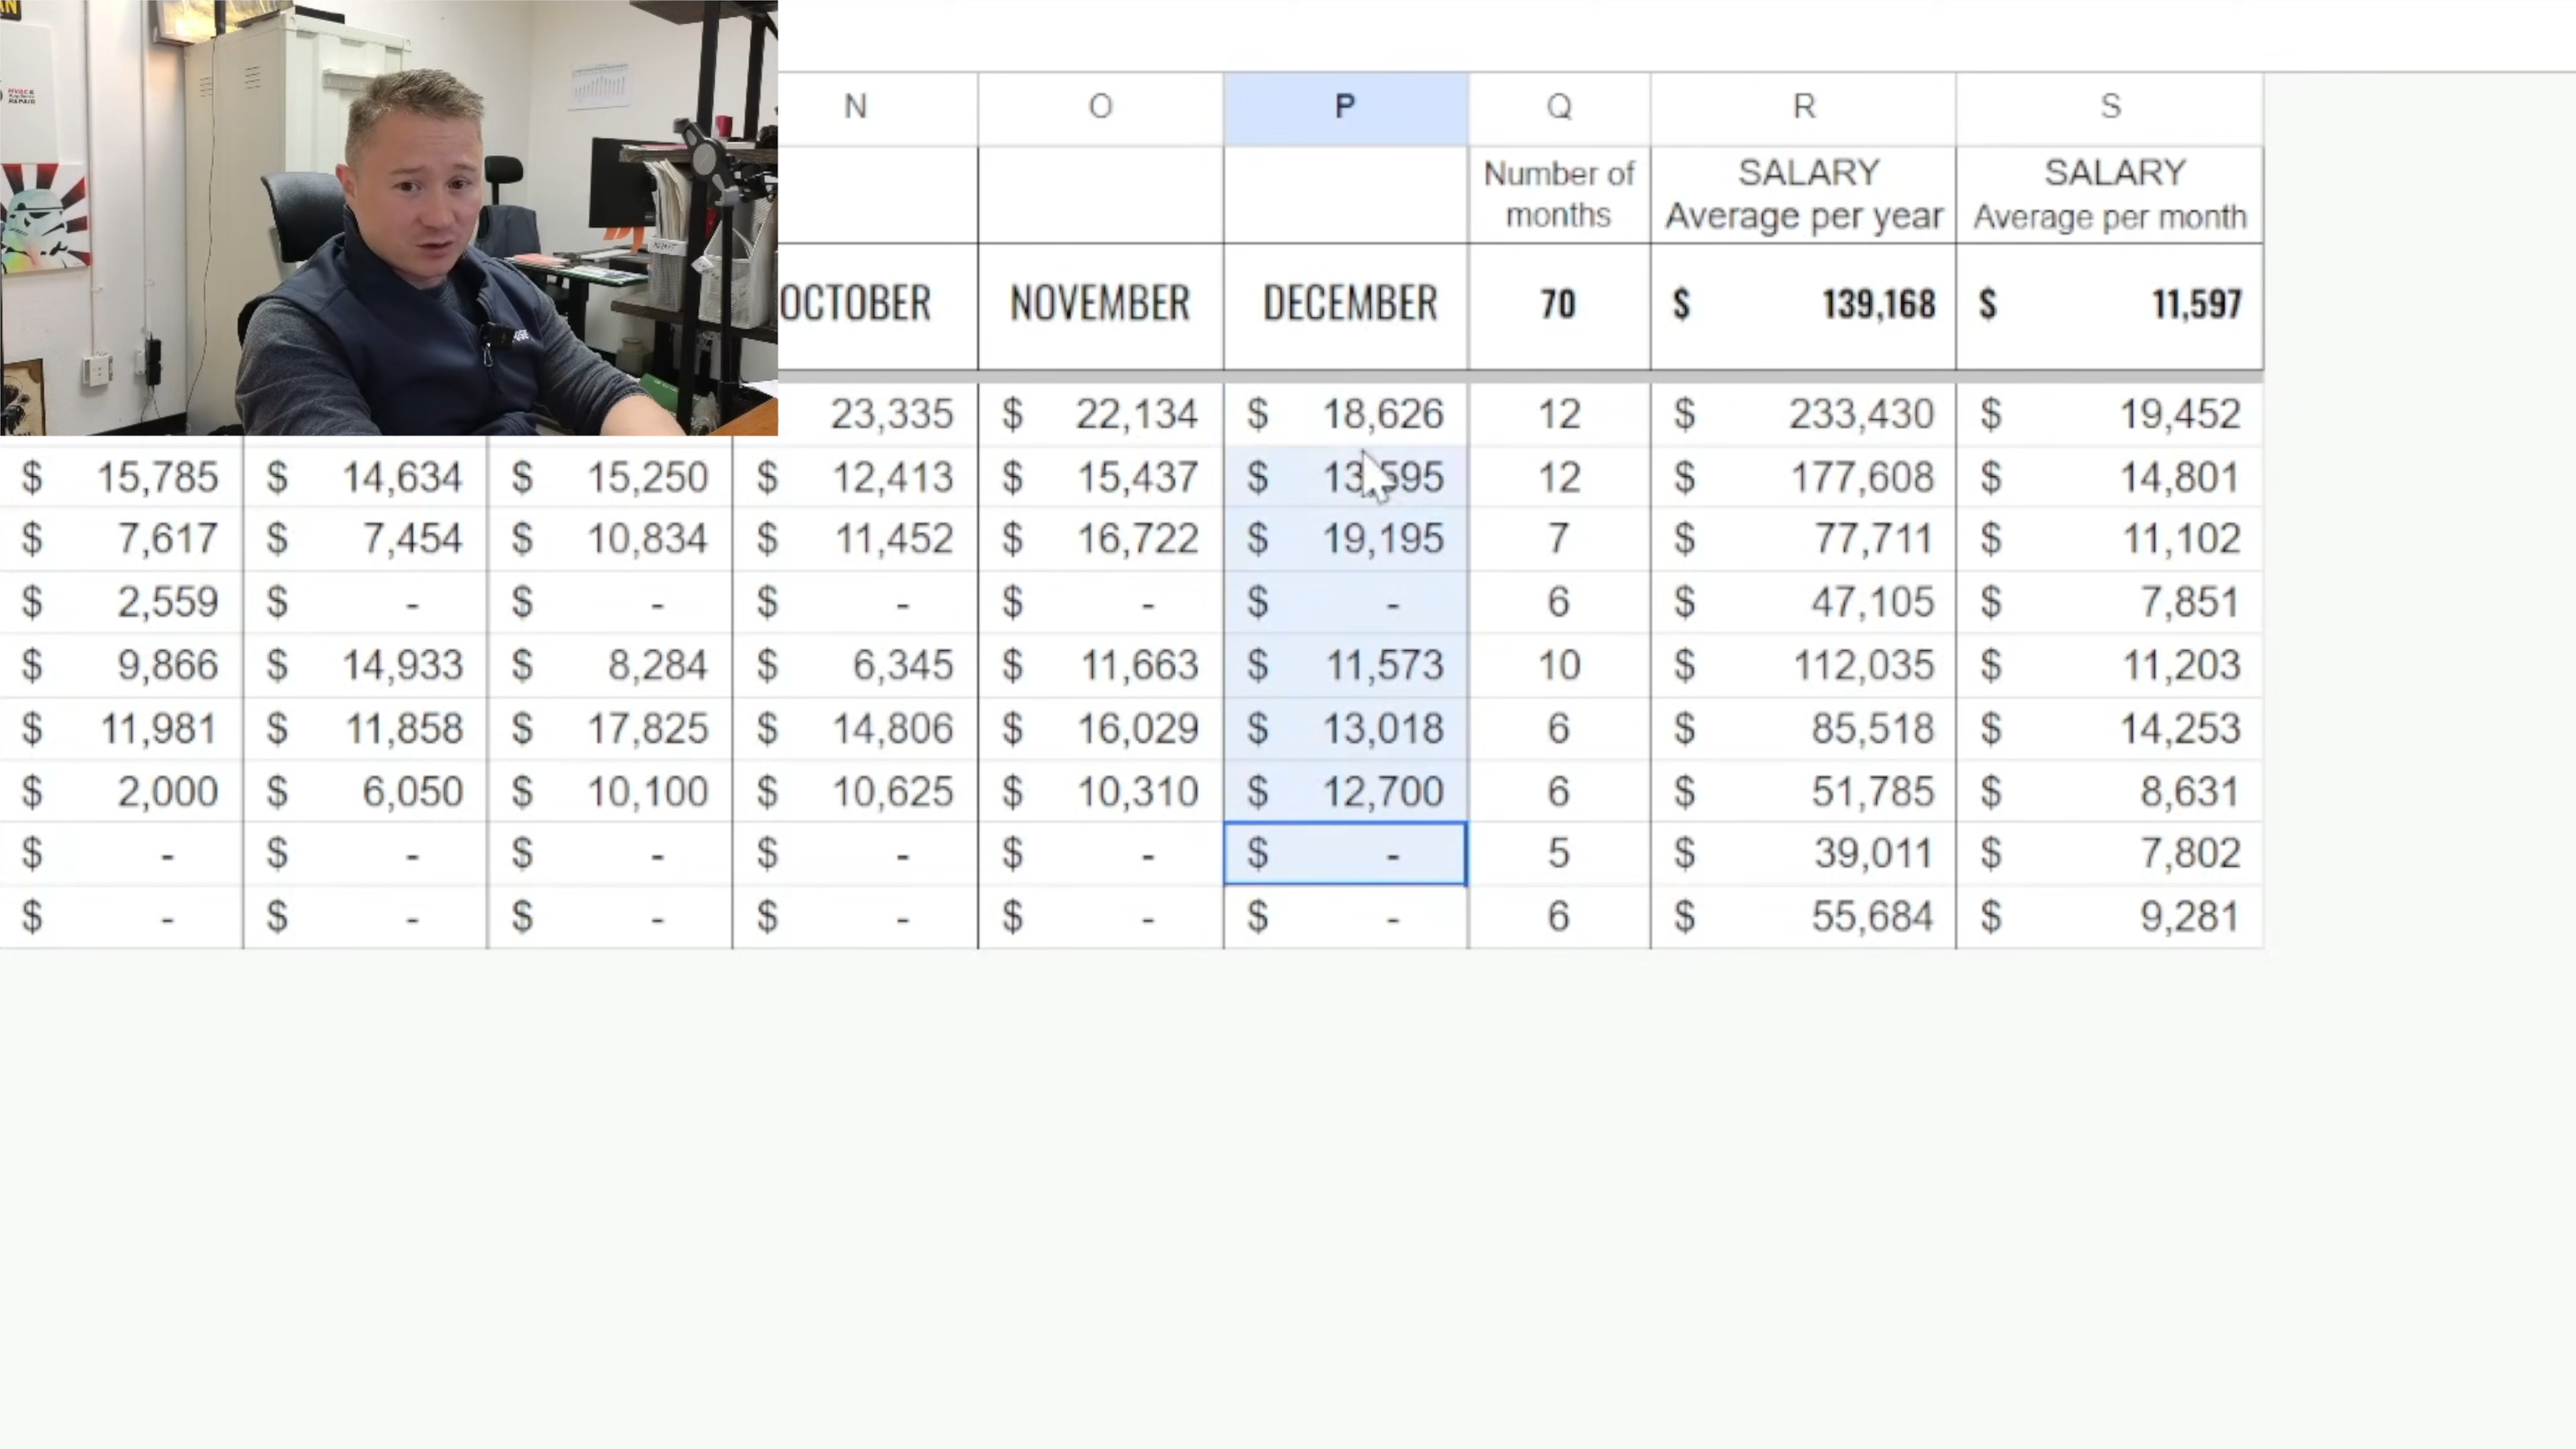 HVAC &
REPAIR
N O P Q R S
Number of months SALARY Average per year SALARY Average per month
OCTOBER NOVEMBER DECEMBER 70 $ 139,168 $ 11,597
23,335 $ 22,134 $ 18,626 12 $ 233,430 $ 19,452
$ 15,785 $ 14,634 $ 15,250 $ 12,413 $ 15,437 $ 13,595 12 $ 177,608 $ 14,801
$ 7,617 $ 7,454 $ 10,834 $ 11,452 $ 16,722 $ 19,195 7 $ 77,711 $ 11,102
$ 2,559 $ - $ - $ - $ - $ - 6 $ 47,105 $ 7,851
$ 9,866 $ 14,933 $ 8,284 $ 6,345 $ 11,663 $ 11,573 10 $ 112,035 $ 11,203
$ 11,981 $ 11,858 $ 17,825 $ 14,806 $ 16,029 $ 13,018 6 $ 85,518 $ 14,253
$ 2,000 $ 6,050 $ 10,100 $ 10,625 $ 10,310 $ 12,700 6 $ 51,785 $ 8,631
$ - $ - $ - $ - $ - $ - 5 $ 39,011 $ 7,802
$ - $ - $ - $ - $ - $ - 6 $ 55,684 $ 9,281